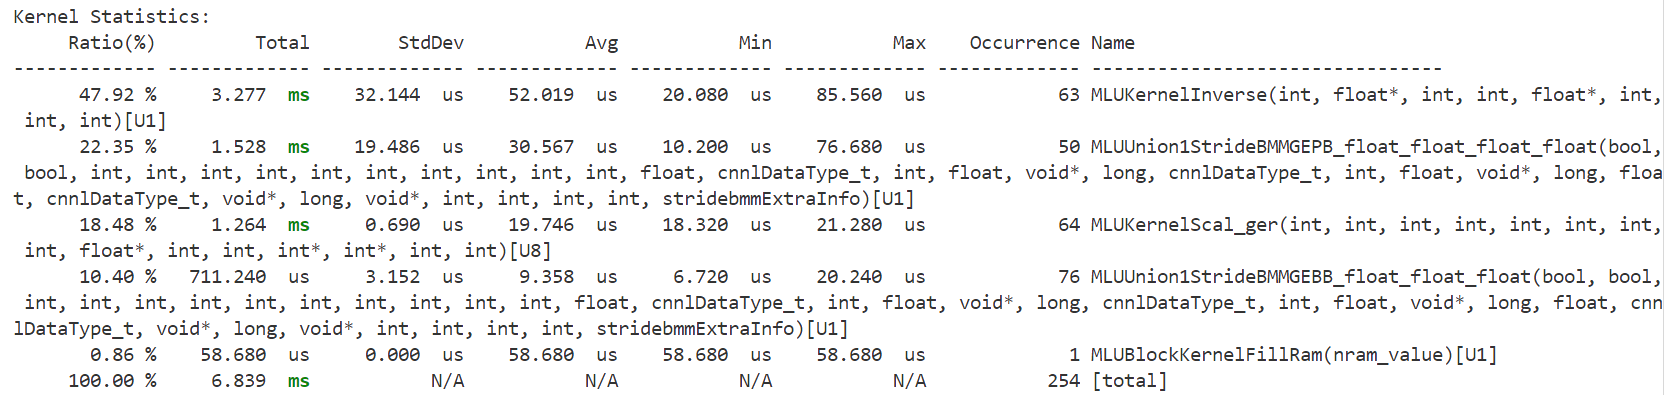 Kernel Statistics:
     Ratio(%)         Total        StdDev           Avg           Min           Max    Occurrence Name
------------- ------------- ------------- ------------- ------------- ------------- ------------- --------------------------------
      47.92 %     3.277  ms    32.144  us    52.019  us    20.080  us    85.560  us            63 MLUKernelInverse(int, float*, int, int, float*, int,
 int, int)[U1]
      22.35 %     1.528  ms    19.486  us    30.567  us    10.200  us    76.680  us            50 MLUUnion1StrideBMMGEPB_float_float_float_float(bool,
 bool, int, int, int, int, int, int, int, int, int, int, float, cnnlDataType_t, int, float, void*, long, cnnlDataType_t, int, float, void*, long, floa
t, cnnlDataType_t, void*, long, void*, int, int, int, int, stridebmmExtraInfo)[U1]
      18.48 %     1.264  ms     0.690  us    19.746  us    18.320  us    21.280  us            64 MLUKernelScal_ger(int, int, int, int, int, int, int,
 int, float*, int, int, int*, int*, int, int)[U8]
      10.40 %   711.240  us     3.152  us     9.358  us     6.720  us    20.240  us            76 MLUUnion1StrideBMMGEBB_float_float_float(bool, bool,
 int, int, int, int, int, int, int, int, int, int, float, cnnlDataType_t, int, float, void*, long, cnnlDataType_t, int, float, void*, long, float, cnn
lDataType_t, void*, long, void*, int, int, int, int, stridebmmExtraInfo)[U1]
       0.86 %    58.680  us     0.000  us    58.680  us    58.680  us    58.680  us             1 MLUBlockKernelFillRam(nram_value)[U1]
     100.00 %     6.839  ms           N/A           N/A           N/A           N/A           254 [total]